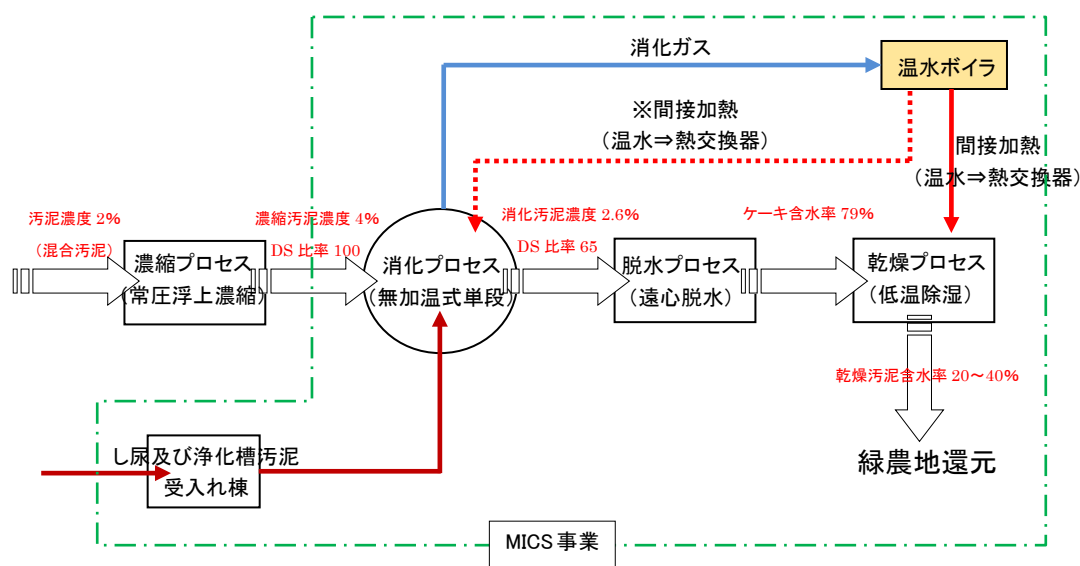 消化ガス
温水ボイラ
※間接加熱
（温水⇒熱交換器）
間接加熱
（温水⇒熱交換器）
汚泥濃度 2%
（混合汚泥）
濃縮汚泥濃度 4%
DS 比率 100
消化汚泥濃度 2.6%
DS 比率 65
ケーキ含水率 79%
濃縮プロセス
（常圧浮上濃縮）
消化プロセス
（無加温式単段）
脱水プロセス
（遠心脱水）
乾燥プロセス
（低温除湿）
乾燥汚泥含水率 20～40%
し尿及び浄化槽汚泥
受入れ棟
緑農地還元
MICS 事業